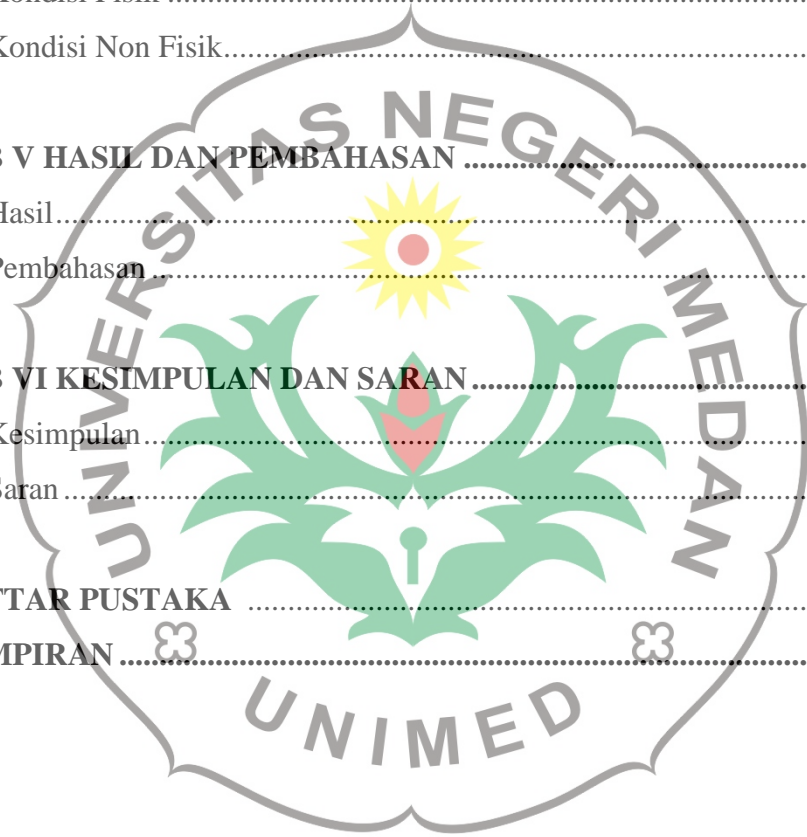 Kondisi Fisik ........................................................................
Kondisi Non Fisik........................................................................
B V HASIL DAN PEMBAHASAN ..........................................
Hasil........................................................................
Pembahasan ........................................................................
B VI KESIMPULAN DAN SARAN ..........................................
Kesimpulan........................................................................
Saran ........................................................................
TAR PUSTAKA ........................................................................
MPIRAN ........................................................................
UNIVERSITAS NEGERI MEDAN
UNIMED